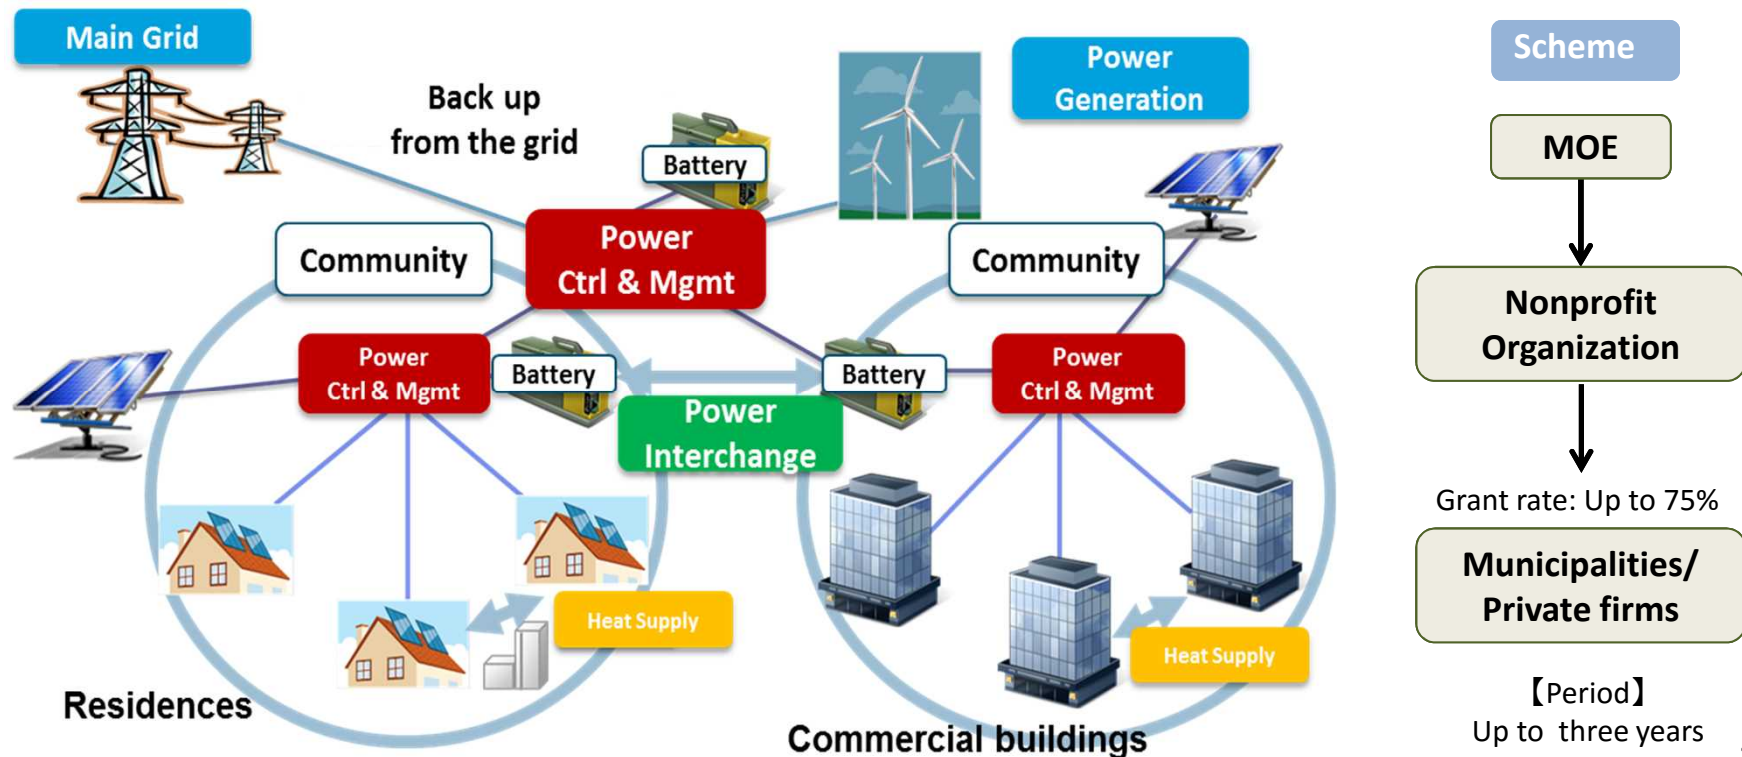 Main Grid
Back up
from the grid
Battery
Power
Generation
Community
Power
Ctrl & Mgmt
Community
Power
Ctrl & Mgmt
Battery
Battery
Power
Ctrl & Mgmt
Power
Interchange
Heat Supply
Heat Supply
Residences
Commercial buildings
Scheme
MOE
Nonprofit
Organization
Grant rate: Up to 75%
Municipalities/
Private firms
【Period】
Up to three years